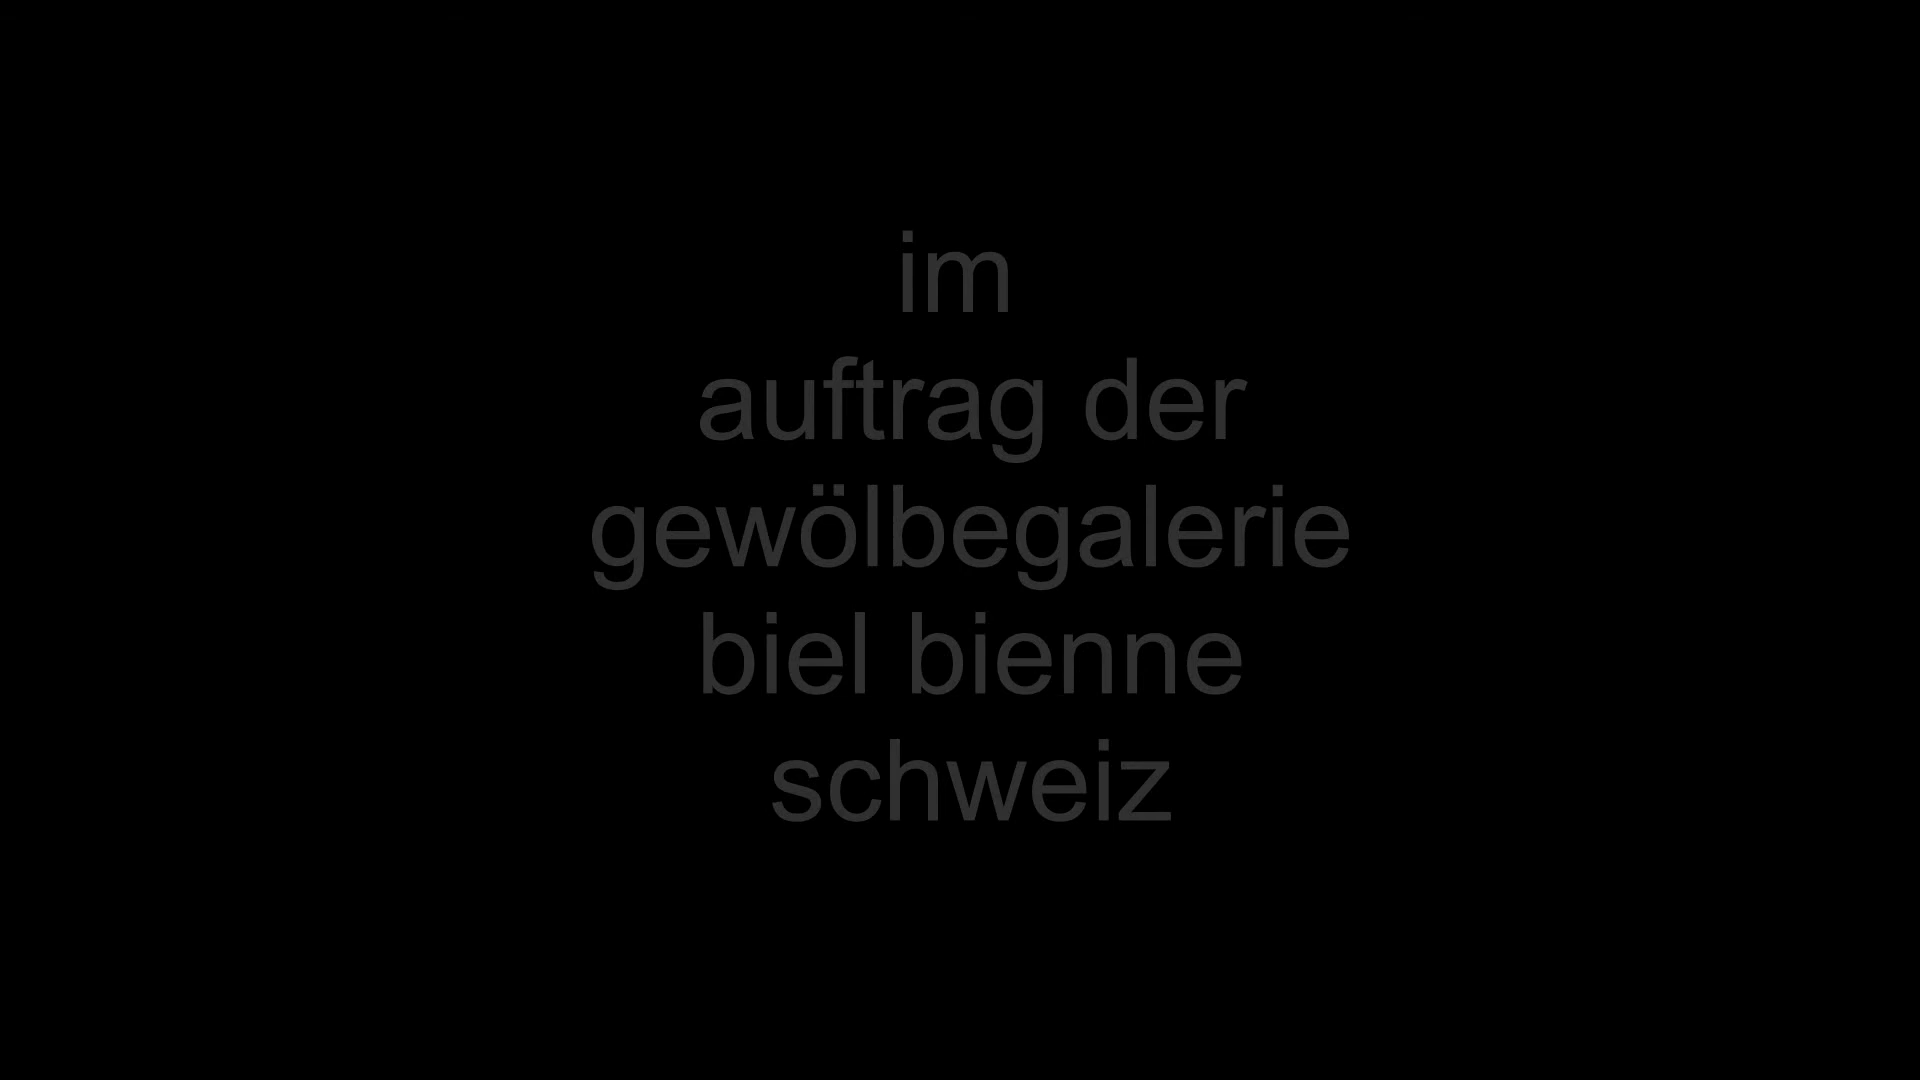 im
auftrag der
gewölbegalerie
biel bienne
schweiz